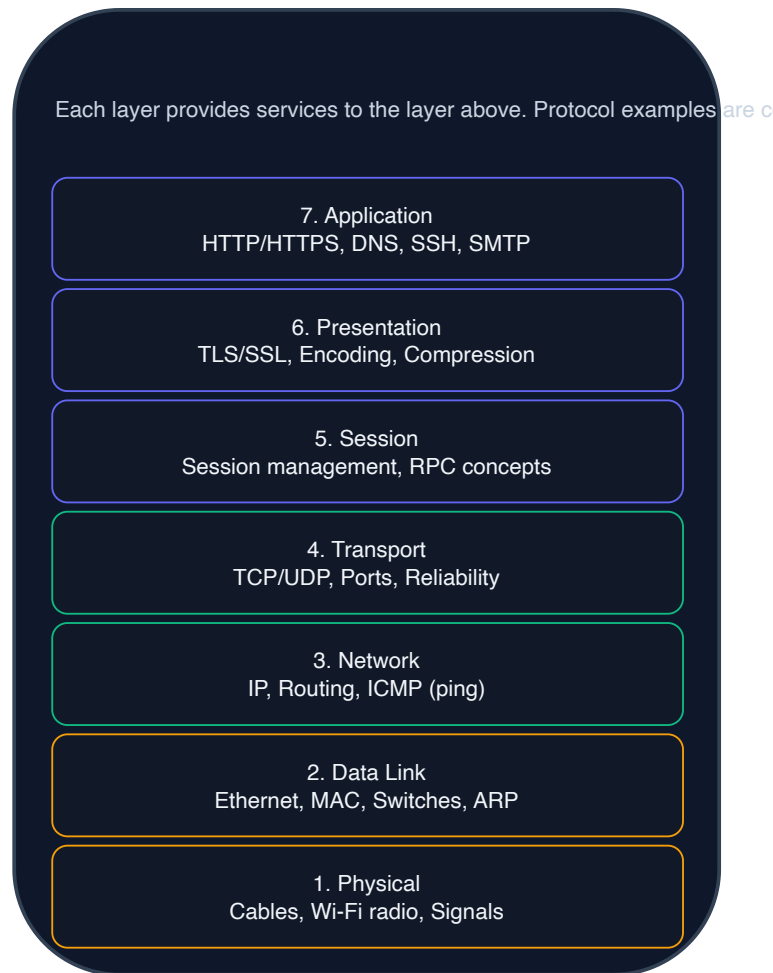 Each layer provides services to the layer above. Protocol examples are
7. Application
HTTP/HTTPS, DNS, SSH, SMTP
6. Presentation
TLS/SSL, Encoding, Compression
5. Session
Session management, RPC concepts
4. Transport
TCP/UDP, Ports, Reliability
3. Network
IP, Routing, ICMP (ping)
2. Data Link
Ethernet, MAC, Switches, ARP
1. Physical
Cables, Wi-Fi radio, Signals